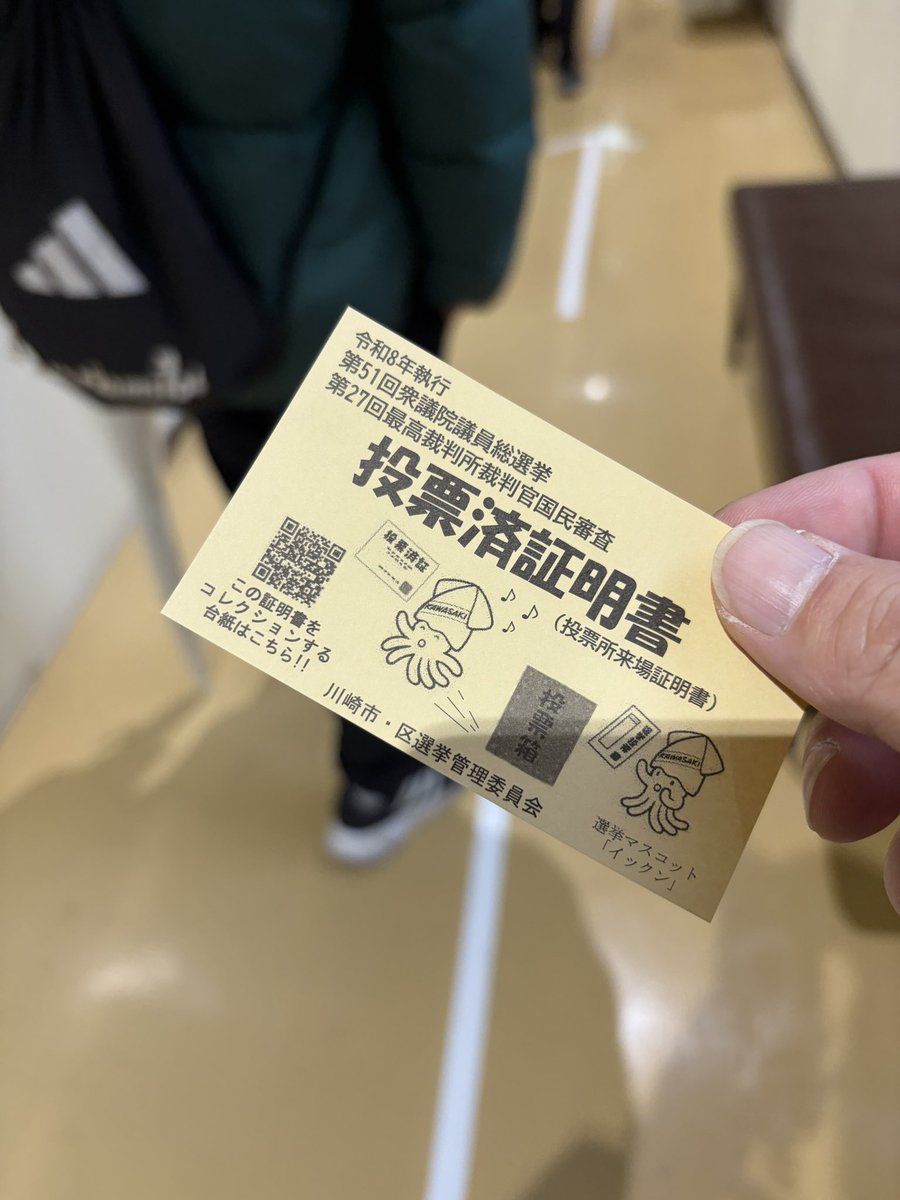 令和8年執行
第51回衆議院議員総選挙
第27回最高裁判所裁判官国民審査
投票済証明書
(投票所来場証明書)
投票済証
KAWASAKI
この証明書を
コレクションする
台紙はこちら!!
投票箱
KAWASAKI
川崎市・区選挙管理委員会
選挙マスコット
「イックン」